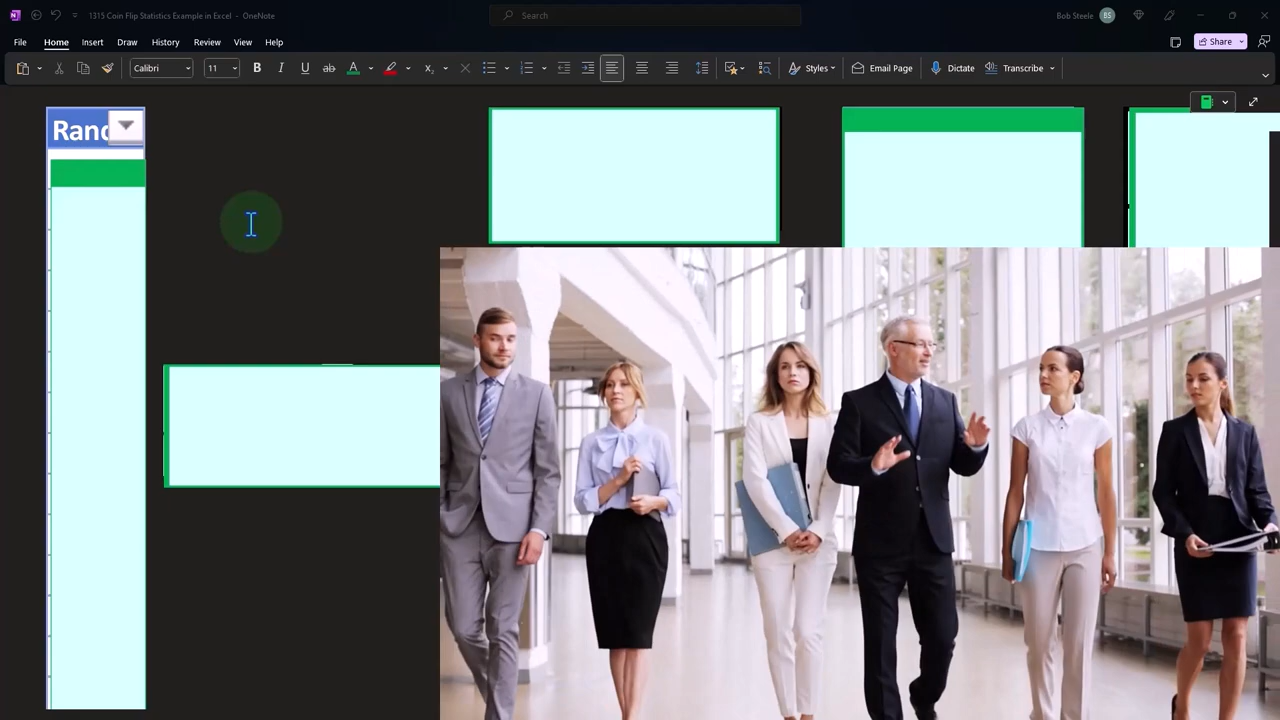 1315 Coin Flip Statistics Example in Excel - OneNote
Search
Bob Steele
BS
File
Home
Insert
Draw
History
Review
View
Help
Share
Calibri
11
B
I
U
ab
A
Styles
Email Page
Dictate
Transcribe